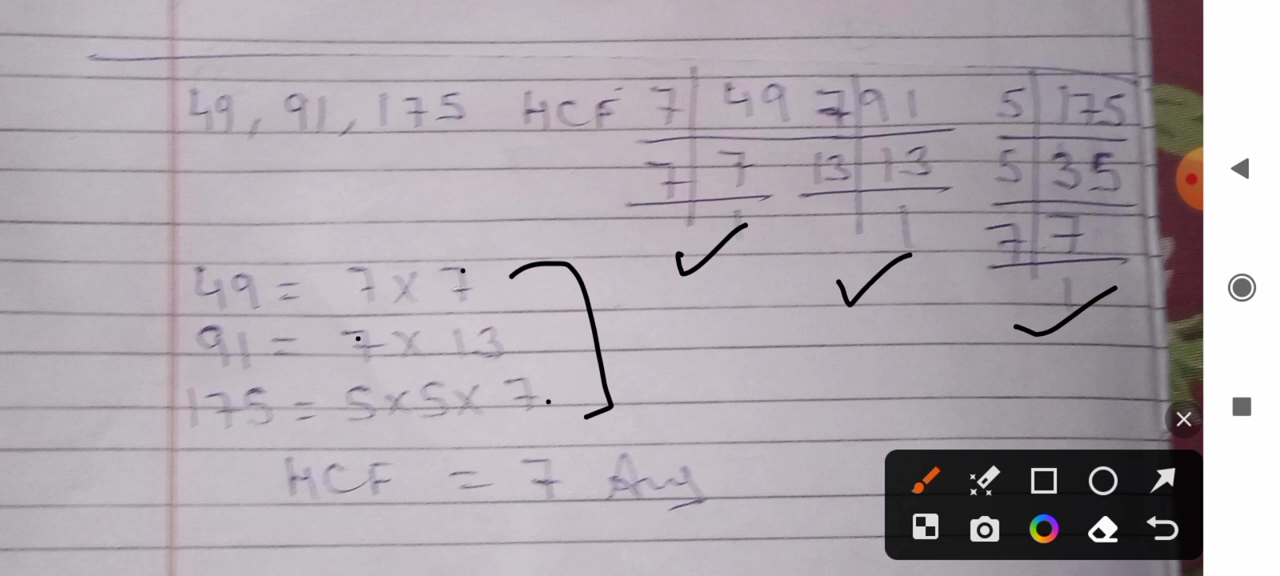 49, 91, 175 HCF 7 49 7 91 5 175
7 7 13 13 5 35
1 1 7 7
1
49 = 7 × 7
91 = 7 × 13
175 = 5×5× 7.
HCF = 7 Ans